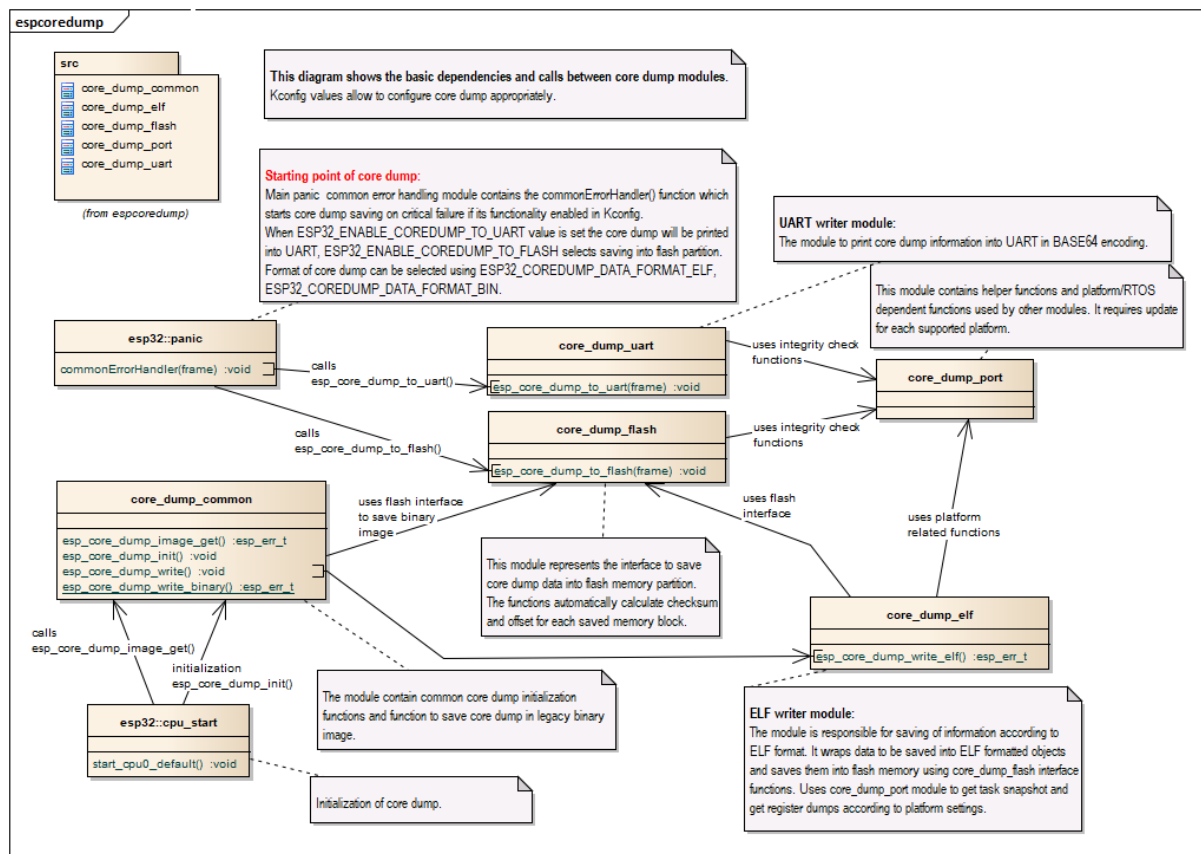 espcoredump
src
core_dump_common
core_dump_elf
core_dump_flash
core_dump_port
core_dump_uart
(from espcoredump)
This diagram shows the basic dependencies and calls between core dump modules.
Kconfig values allow to configure core dump appropriately.
Starting point of core dump:
Main panic common error handling module contains the commonErrorHandler() function which
starts core dump saving on critical failure if its functionality enabled in Kconfig.
When ESP32_ENABLE_COREDUMP_TO_UART value is set the core dump will be printed
into UART, ESP32_ENABLE_COREDUMP_TO_FLASH selects saving into flash partition.
Format of core dump can be selected using ESP32_COREDUMP_DATA_FORMAT_ELF,
ESP32_COREDUMP_DATA_FORMAT_BIN.
UART writer module:
The module to print core dump information into UART in BASE64 encoding.
This module contains helper functions and platform/RTOS
dependent functions used by other modules. It requires update
for each supported platform.
esp32::panic
commonErrorHandler(frame) :void
calls
esp_core_dump_to_uart()
core_dump_uart
esp_core_dump_to_uart(frame) :void
uses integrity check
functions
core_dump_port
calls
esp_core_dump_to_flash()
core_dump_flash
esp_core_dump_to_flash(frame) :void
uses integrity check
functions
core_dump_common
esp_core_dump_image_get() :esp_err_t
esp_core_dump_init() :void
esp_core_dump_write() :void
esp_core_dump_write_binary() :esp_err_t
uses flash interface
to save binary
image
uses flash
interface
uses platform
related functions
This module represents the interface to save
core dump data into flash memory partition.
The functions automatically calculate checksum
and offset for each saved memory block.
core_dump_elf
esp_core_dump_write_elf() :esp_err_t
calls
esp_core_dump_image_get()
initialization
esp_core_dump_init()
The module contain common core dump initialization
functions and function to save core dump in legacy binary
image.
esp32::cpu_start
start_cpu0_default() :void
Initialization of core dump.
ELF writer module:
The module is responsible for saving of information according to
ELF format. It wraps data to be saved into ELF formatted objects
and saves them into flash memory using core_dump_flash interface
functions. Uses core_dump_port module to get task snapshot and
get register dumps according to platform settings.